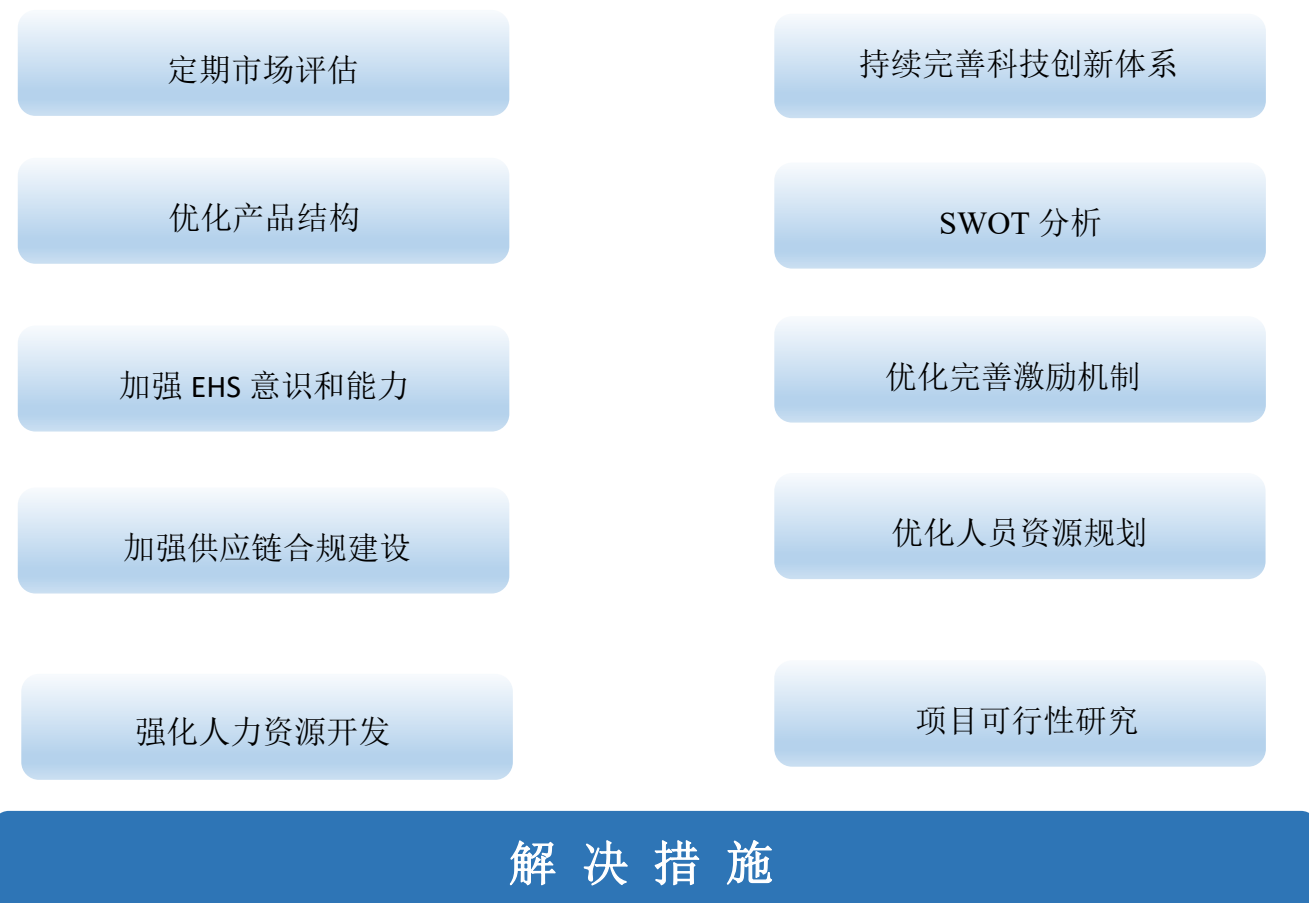 定期市场评估
持续完善科技创新体系
优化产品结构
SWOT 分析
加强 EHS 意识和能力
优化完善激励机制
加强供应链合规建设
优化人员资源规划
强化人力资源开发
项目可行性研究
解决措施